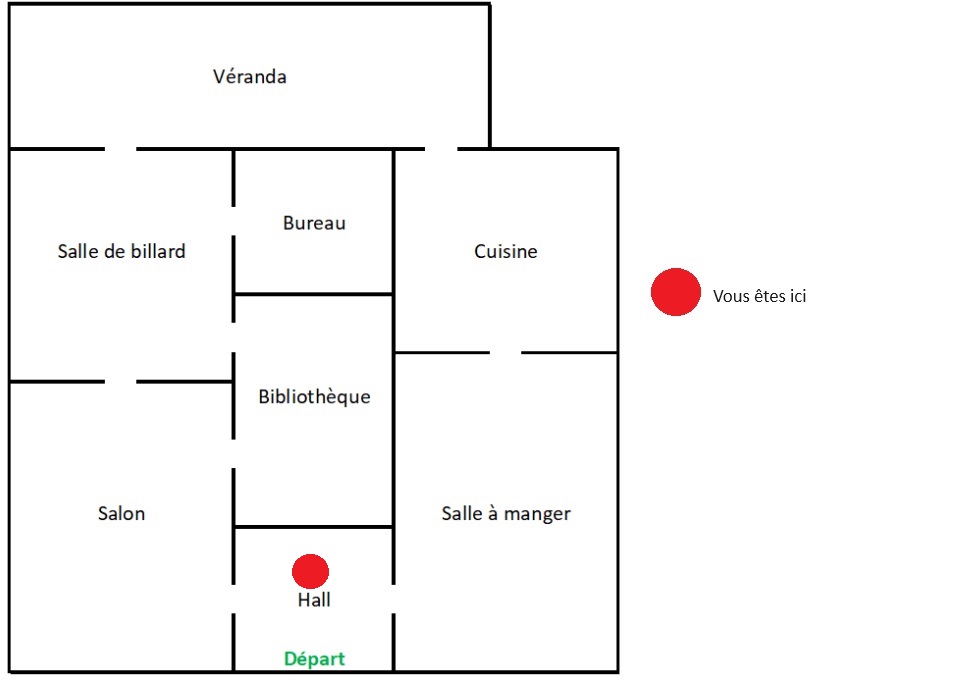 Véranda
Bureau
Salle de billard
Cuisine
Vous êtes ici
Bibliothèque
Salon
Salle à manger
Hall
Départ